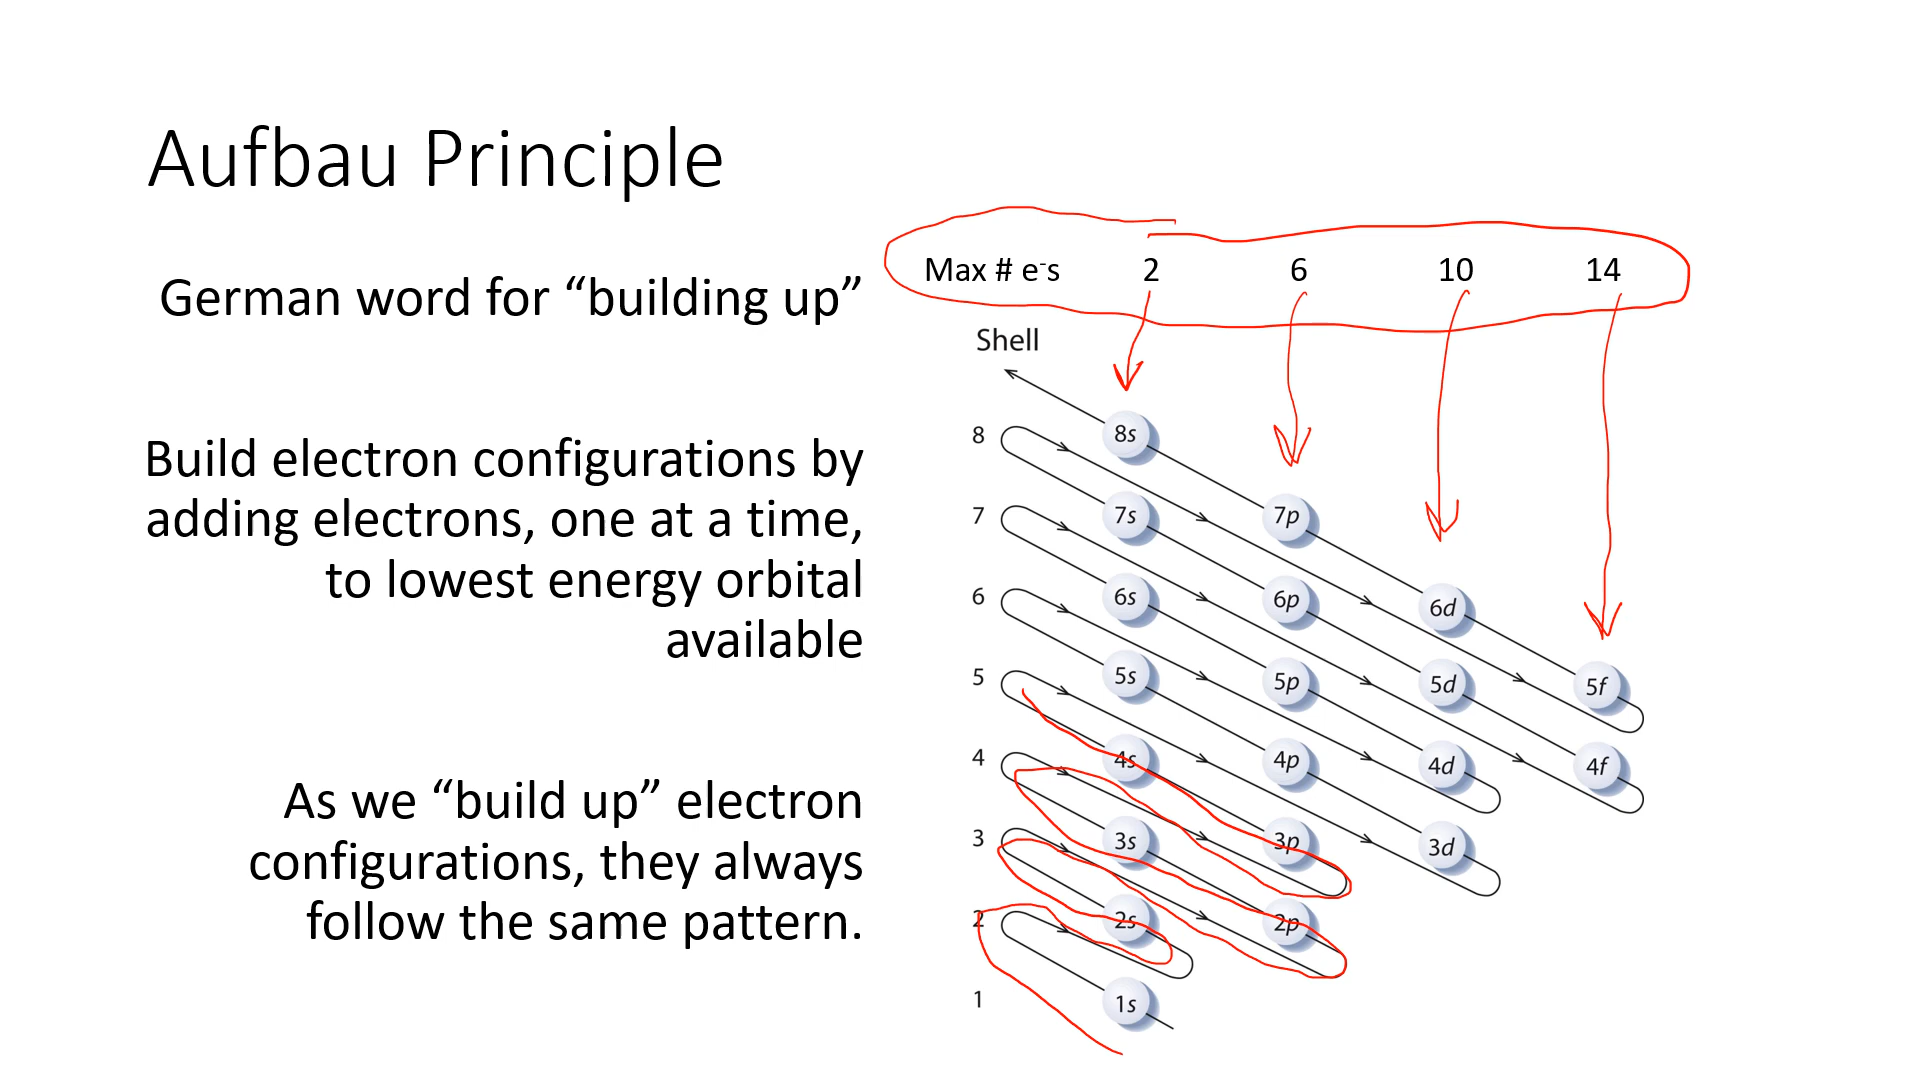 Aufbau Principle
German word for “building up”
Build electron configurations by
adding electrons, one at a time,
to lowest energy orbital
available
As we “build up” electron
configurations, they always
follow the same pattern.
Max # e⁻s 2 6 10 14
Shell
8 8s
7 7s 7p
6 6s 6p 6d
5 5s 5p 5d 5f
4 4s 4p 4d 4f
3 3s 3p 3d
2 2s 2p
1 1s